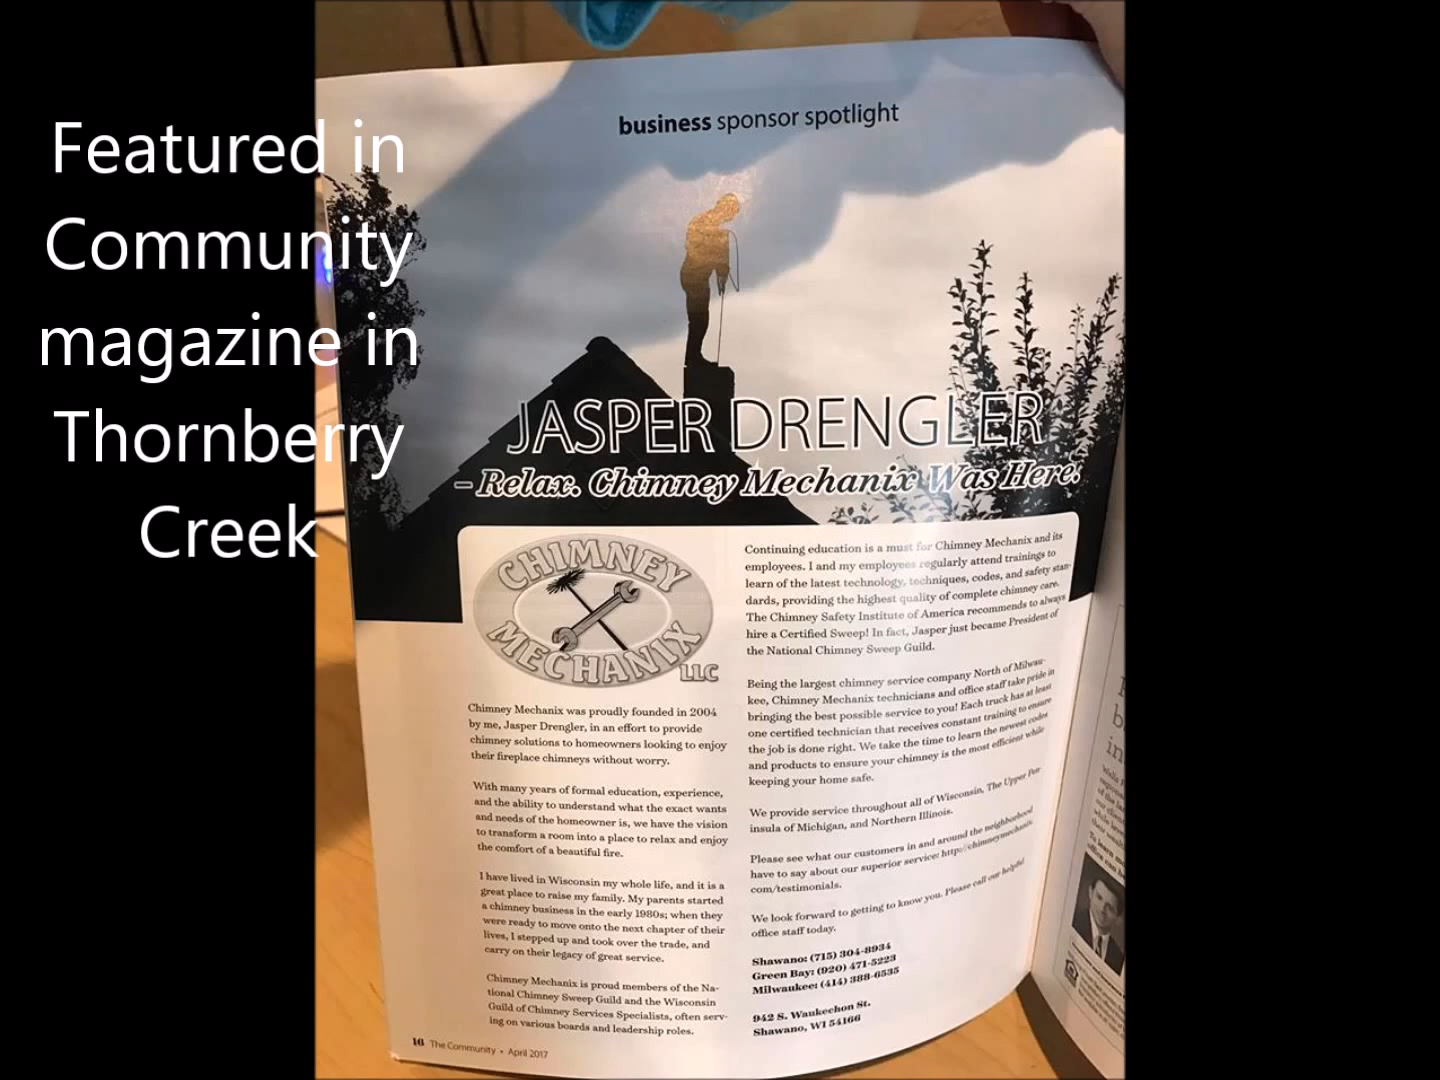 Featured in
Community
magazine in
Thornberry
Creek
business sponsor spotlight
JASPER DRENGLER
– Relax. Chimney Mechanix Was Here!
CHIMNEY
MECHANIX
LLC
Chimney Mechanix was proudly founded in 2004
by me, Jasper Drengler, in an effort to provide
chimney solutions to homeowners looking to enjoy
their fireplace chimneys without worry.
With many years of formal education, experience,
and the ability to understand what the exact wants
and needs of the homeowner is, we have the vision
to transform a room into a place to relax and enjoy
the comfort of a beautiful fire.
I have lived in Wisconsin my whole life, and it is a
great place to raise my family. My parents started
a chimney business in the early 1980s; when they
were ready to move onto the next chapter of their
lives, I stepped up and took over the trade, and
carry on their legacy of great service.
Chimney Mechanix is proud members of the Na-
tional Chimney Sweep Guild and the Wisconsin
Guild of Chimney Services Specialists, often serv-
ing on various boards and leadership roles.
Continuing education is a must for Chimney Mechanix and its
employees. I and my employees regularly attend trainings to
learn of the latest technology, techniques, codes, and safety stan-
dards, providing the highest quality of complete chimney care.
The Chimney Safety Institute of America recommends to always
hire a Certified Sweep! In fact, Jasper just became President of
the National Chimney Sweep Guild.
Being the largest chimney service company North of Milwau-
kee, Chimney Mechanix technicians and office staff take pride in
bringing the best possible service to you! Each truck has at least
one certified technician that receives constant training to ensure
the job is done right. We take the time to learn the newest codes
and products to ensure your chimney is the most efficient while
keeping your home safe.
We provide service throughout all of Wisconsin, The Upper Pen-
insula of Michigan, and Northern Illinois.
Please see what our customers in and around the neighborhood
have to say about our superior service: http://chimneymechanix.
com/testimonials.
We look forward to getting to know you. Please call our helpful
office staff today.
Shawano: (715) 304-8934
Green Bay: (920) 471-5223
Milwaukee: (414) 388-6535
942 S. Waukechon St.
Shawano, WI 54166
16 The Community • April 2017